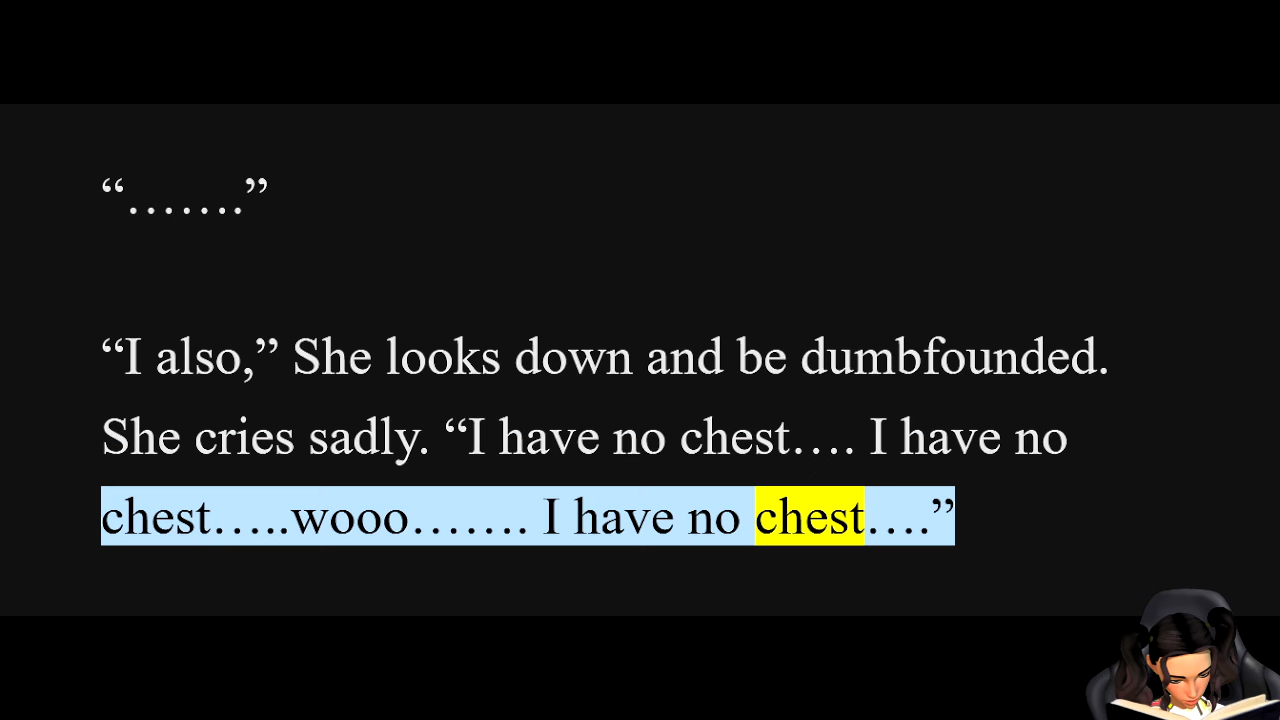 “…….”
“I also,” She looks down and be dumbfounded.
She cries sadly. “I have no chest…. I have no
chest…..wooo……. I have no chest….”